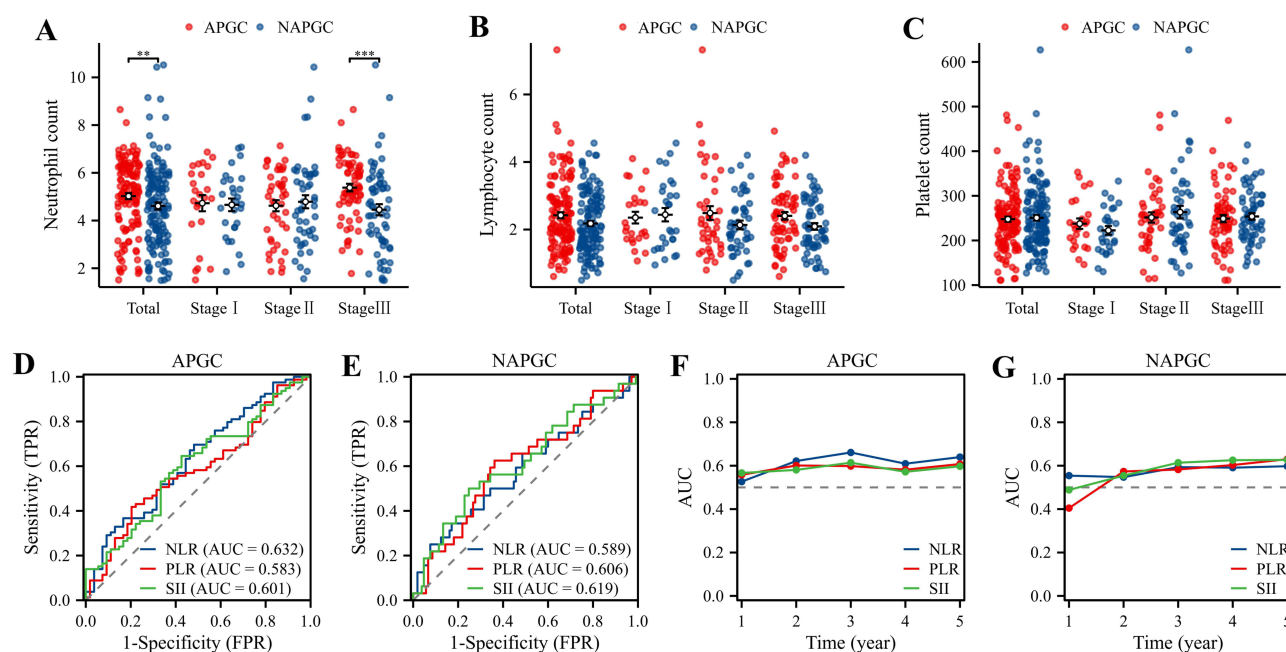 A
APGC NAPGC
** ***
Neutrophil count
10
8
6
4
2
Total Stage Ⅰ Stage Ⅱ StageⅢ
B
APGC NAPGC
Lymphocyte count
6
4
2
Total Stage Ⅰ Stage Ⅱ StageⅢ
C
APGC NAPGC
Platelet count
600
500
400
300
200
100
Total Stage Ⅰ Stage Ⅱ StageⅢ
D
APGC
Sensitivity (TPR)
1.0
0.8
0.6
0.4
0.2
0.0
NLR (AUC = 0.632)
PLR (AUC = 0.583)
SII (AUC = 0.601)
0.0 0.2 0.4 0.6 0.8 1.0
1-Specificity (FPR)
E
NAPGC
Sensitivity (TPR)
1.0
0.8
0.6
0.4
0.2
0.0
NLR (AUC = 0.589)
PLR (AUC = 0.606)
SII (AUC = 0.619)
0.0 0.2 0.4 0.6 0.8 1.0
1-Specificity (FPR)
F
APGC
AUC
1.0
0.8
0.6
0.4
0.2
0.0
NLR
PLR
SII
1 2 3 4 5
Time (year)
G
NAPGC
AUC
1.0
0.8
0.6
0.4
0.2
0.0
NLR
PLR
SII
1 2 3 4 5
Time (year)